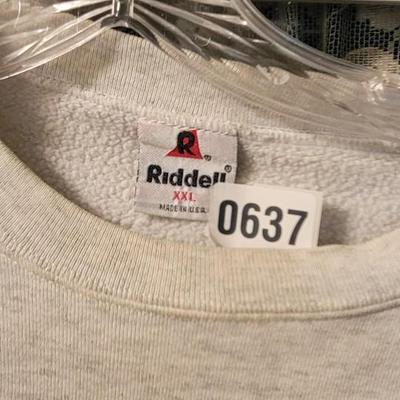 R
Riddell
XXL
MADE IN U.S.A.
0637